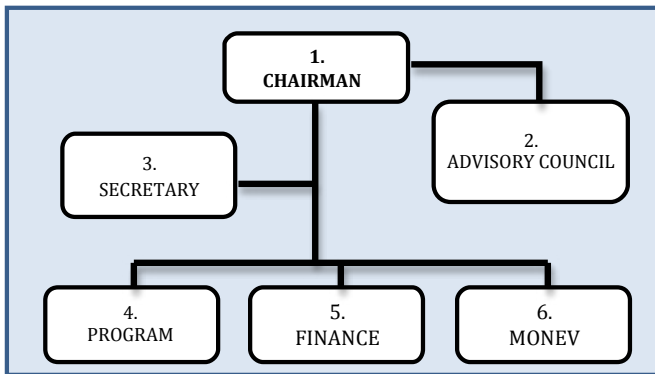 1.
CHAIRMAN
2.
ADVISORY COUNCIL
3.
SECRETARY
4.
PROGRAM
5.
FINANCE
6.
MONEV